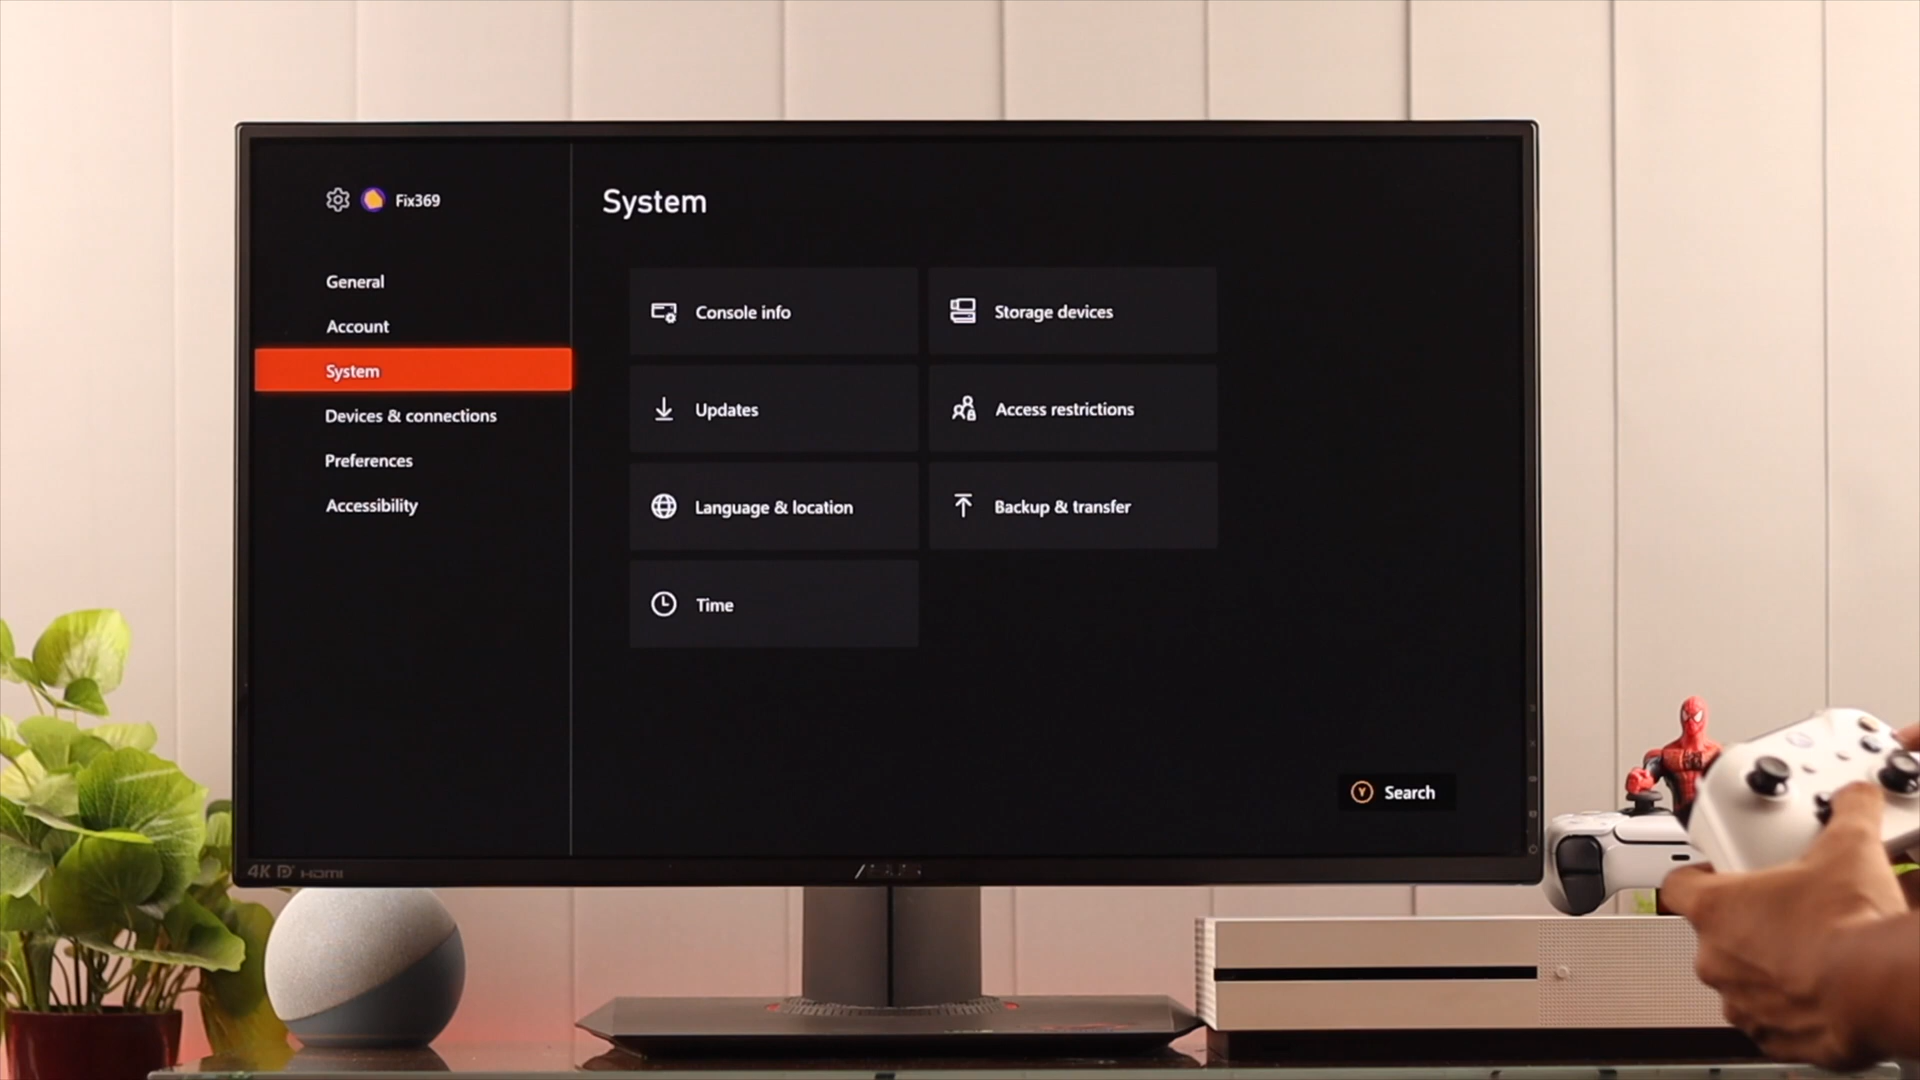 Fix369
General
Account
System
Devices & connections
Preferences
Accessibility
System
Console info
Storage devices
Updates
Access restrictions
Language & location
Backup & transfer
Time
Y Search
4K HDMI